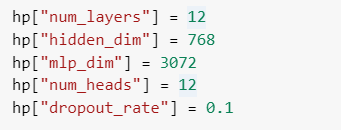 hp["num_layers"] = 12
hp["hidden_dim"] = 768
hp["mlp_dim"] = 3072
hp["num_heads"] = 12
hp["dropout_rate"] = 0.1